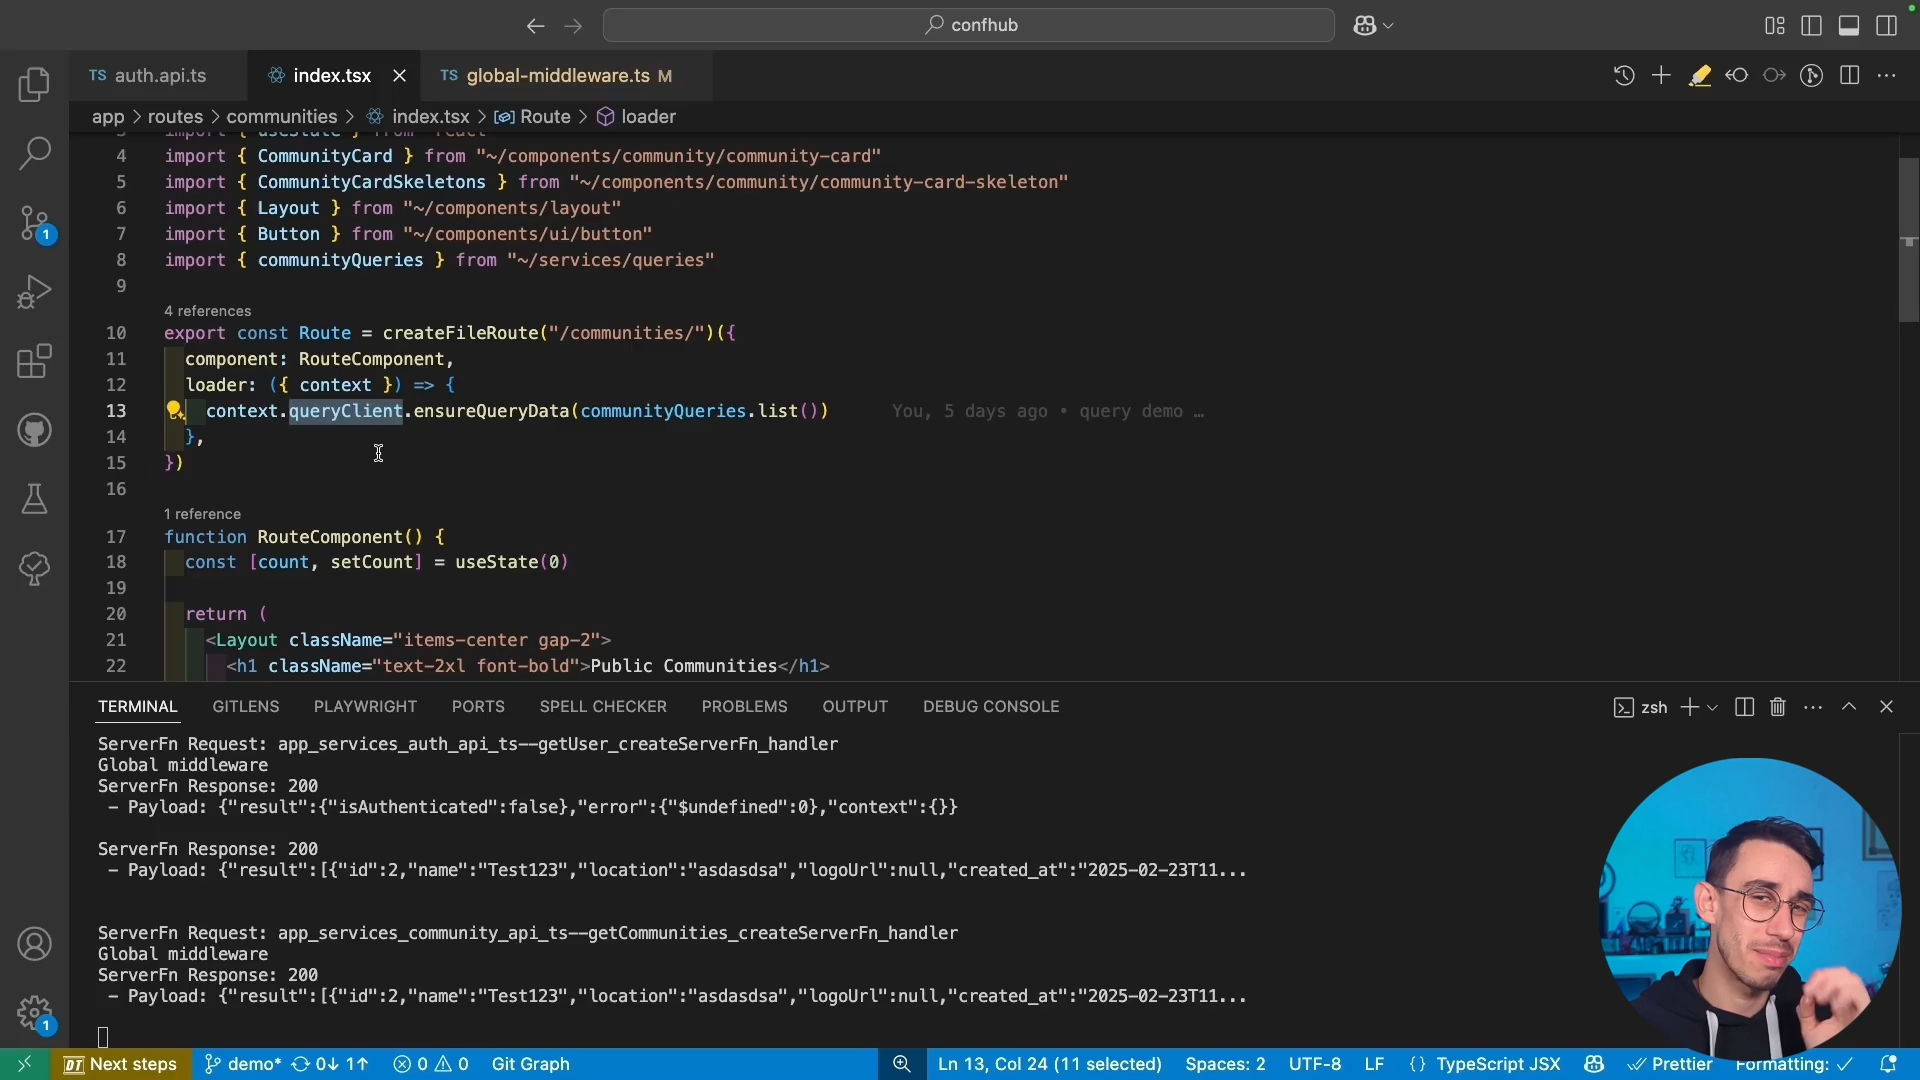 confhub
TS auth.api.ts
index.tsx
TS global-middleware.ts M
app > routes > communities > index.tsx > Route > loader
3 import { useState } from "react"
4 import { CommunityCard } from "~/components/community/community-card"
5 import { CommunityCardSkeletons } from "~/components/community/community-card-skeleton"
6 import { Layout } from "~/components/layout"
7 import { Button } from "~/components/ui/button"
8 import { communityQueries } from "~/services/queries"
9
4 references
10 export const Route = createFileRoute("/communities/")({
11 component: RouteComponent,
12 loader: ({ context }) => {
13 context.queryClient.ensureQueryData(communityQueries.list()) You, 5 days ago • query demo …
14 },
15 })
16
1 reference
17 function RouteComponent() {
18 const [count, setCount] = useState(0)
19
20 return (
21 <Layout className="items-center gap-2">
22 <h1 className="text-2xl font-bold">Public Communities</h1>
TERMINAL GITLENS PLAYWRIGHT PORTS SPELL CHECKER PROBLEMS OUTPUT DEBUG CONSOLE
zsh
ServerFn Request: app_services_auth_api_ts--getUser_createServerFn_handler
Global middleware
ServerFn Response: 200
- Payload: {"result":{"isAuthenticated":false},"error":{"$undefined":0},"context":{}}
ServerFn Response: 200
- Payload: {"result":[{"id":2,"name":"Test123","location":"asdasdsa","logoUrl":null,"created_at":"2025-02-23T11...
ServerFn Request: app_services_community_api_ts--getCommunities_createServerFn_handler
Global middleware
ServerFn Response: 200
- Payload: {"result":[{"id":2,"name":"Test123","location":"asdasdsa","logoUrl":null,"created_at":"2025-02-23T11...
1
1
DT Next steps demo* 0↓ 1↑ 0 0 Git Graph Ln 13, Col 24 (11 selected) Spaces: 2 UTF-8 LF {} TypeScript JSX Prettier Formatting: ✓